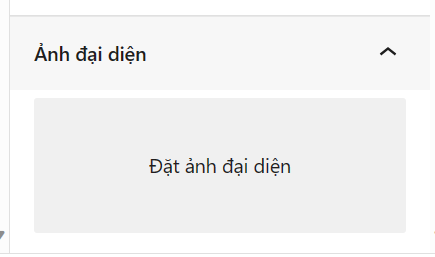 Ảnh đại diện
Đặt ảnh đại diện